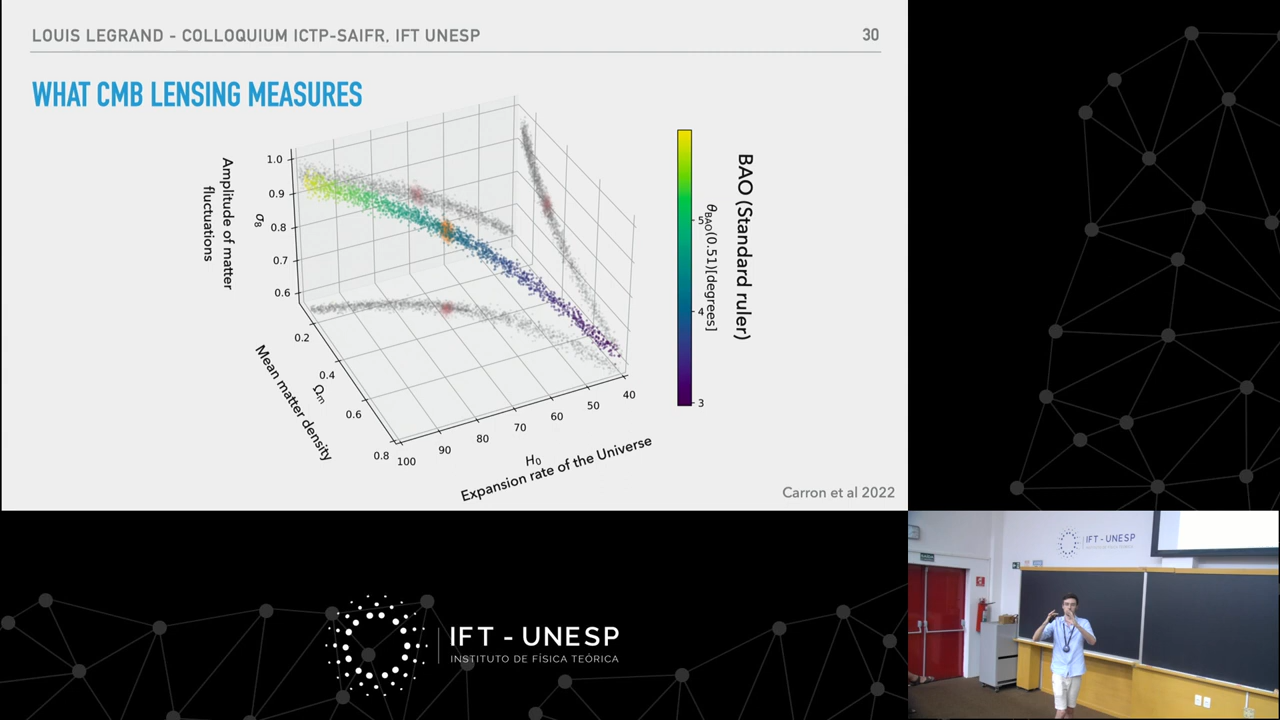 LOUIS LEGRAND - COLLOQUIUM ICTP-SAIFR, IFT UNESP
30
WHAT CMB LENSING MEASURES
Amplitude of matter
fluctuations
σ8
1.0
0.9
0.8
0.7
0.6
Mean matter density
Ωm
0.2
0.4
0.6
0.8
100
90
80
70
60
50
40
H0
Expansion rate of the Universe
5
4
3
θBAO(0.51)[degrees]
BAO (Standard ruler)
Carron et al 2022
IFT - UNESP
INSTITUTO DE FÍSICA TEÓRICA
IFT - UNESP